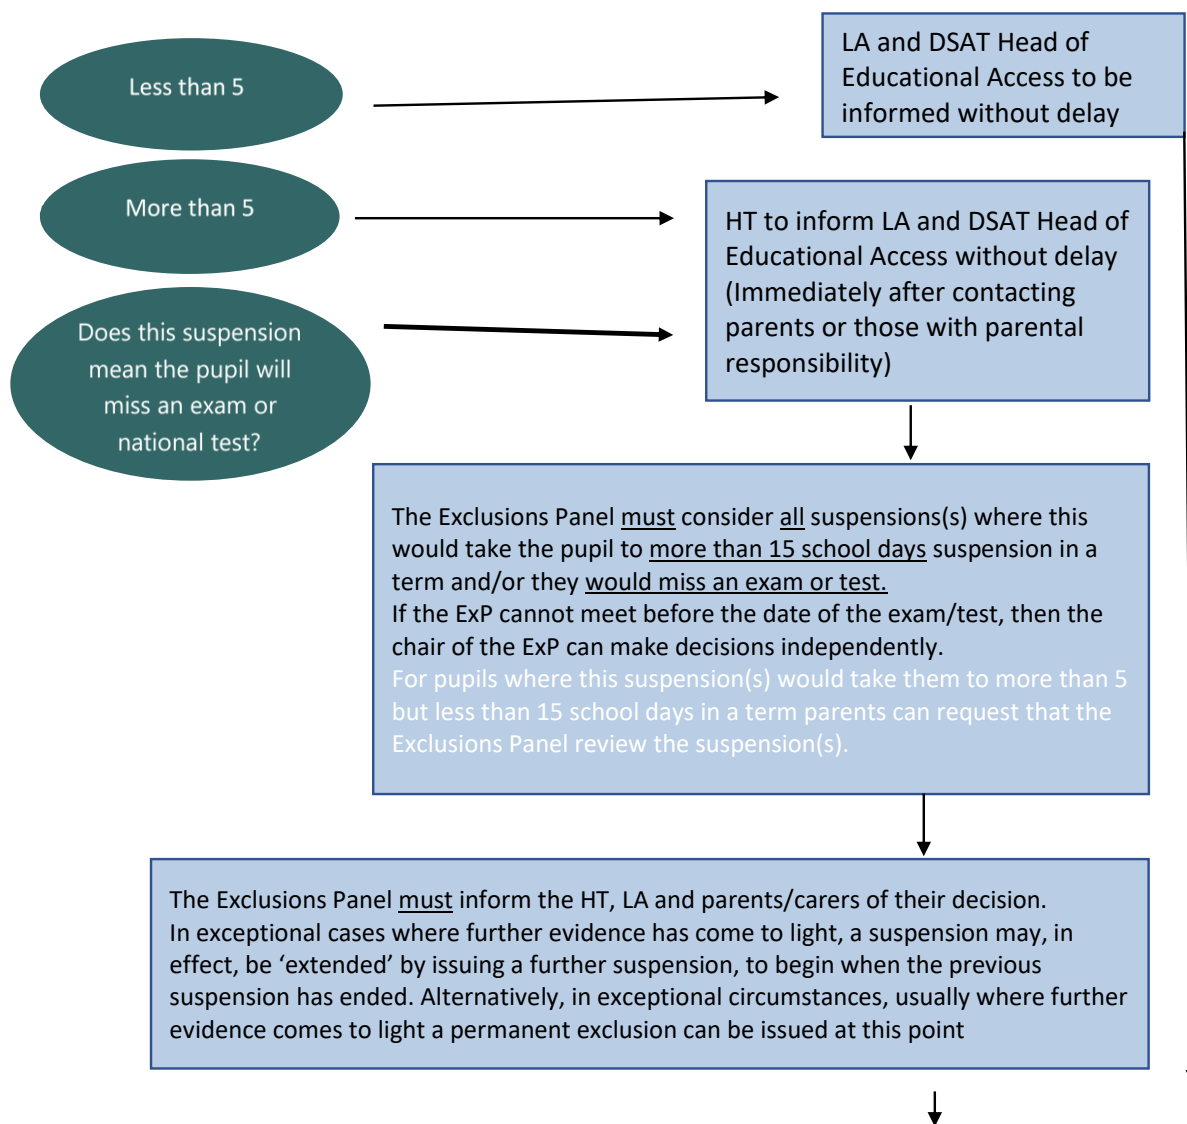 Less than 5
LA and DSAT Head of
Educational Access to be
informed without delay
More than 5
HT to inform LA and DSAT Head of
Educational Access without delay
(Immediately after contacting
parents or those with parental
responsibility)
Does this suspension
mean the pupil will
miss an exam or
national test?
The Exclusions Panel must consider all suspensions(s) where this
would take the pupil to more than 15 school days suspension in a
term and/or they would miss an exam or test.
If the ExP cannot meet before the date of the exam/test, then the
chair of the ExP can make decisions independently.
For pupils where this suspension(s) would take them to more than 5
but less than 15 school days in a term parents can request that the
Exclusions Panel review the suspension(s).
The Exclusions Panel must inform the HT, LA and parents/carers of their decision.
In exceptional cases where further evidence has come to light, a suspension may, in
effect, be ‘extended’ by issuing a further suspension, to begin when the previous
suspension has ended. Alternatively, in exceptional circumstances, usually where further
evidence comes to light a permanent exclusion can be issued at this point